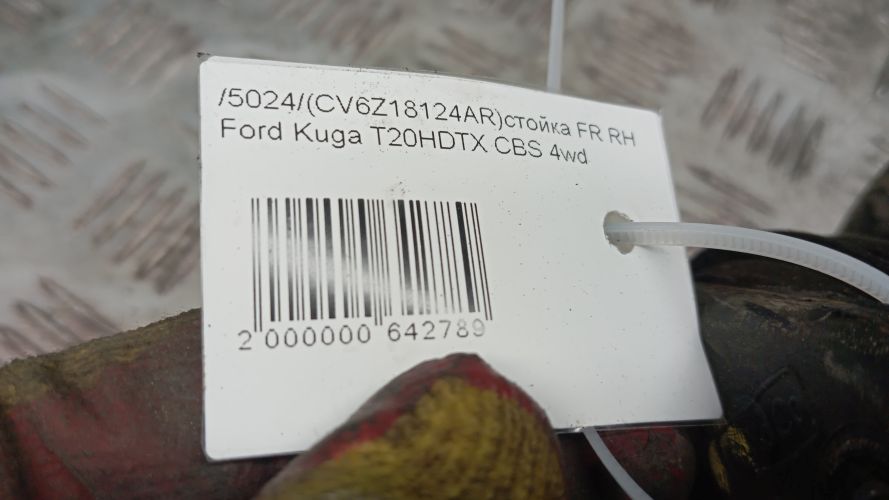 /5024/(CV6Z18124AR)стойка FR RH
Ford Kuga T20HDTX CBS 4wd
2 000000 642789